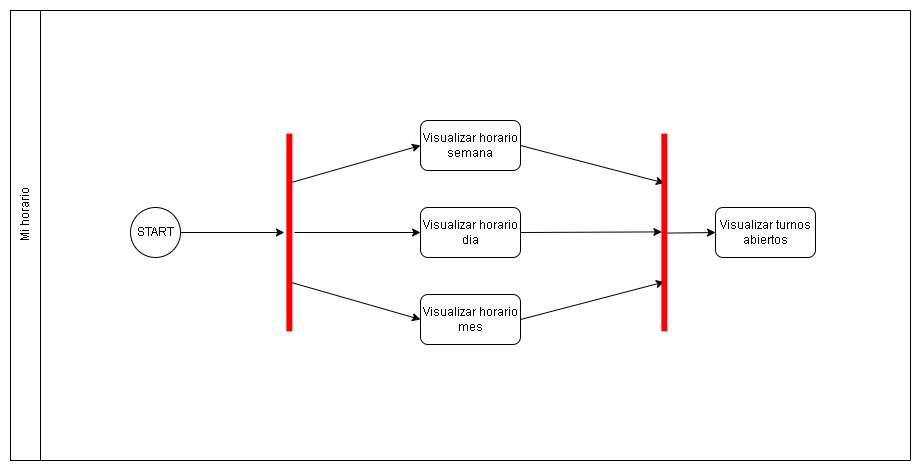 Mi horario
START
Visualizar horario
semana
Visualizar horario
dia
Visualizar horario
mes
Visualizar turnos
abiertos